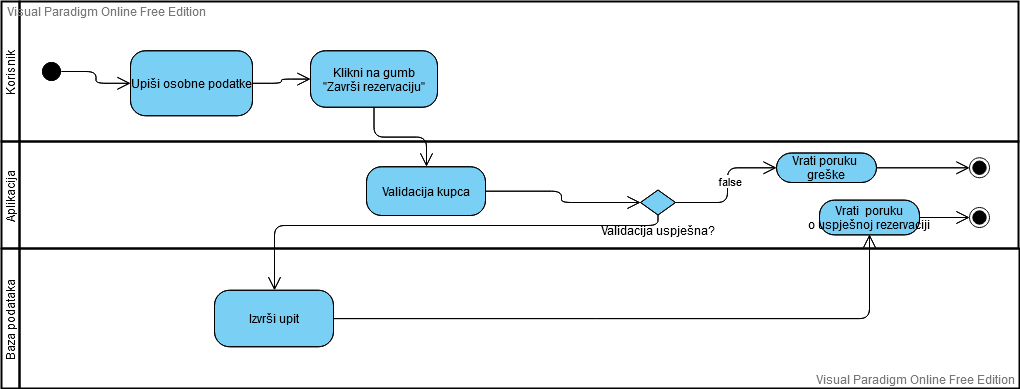 Visual Paradigm Online Free Edition
Korisnik
Upiši osobne podatke
Klikni na gumb
"Završi rezervaciju"
Aplikacija
Validacija kupca
Validacija uspješna?
false
Vrati poruku
greške
Vrati poruku
o uspješnoj rezervaciji
Baza podataka
Izvrši upit
Visual Paradigm Online Free Edition